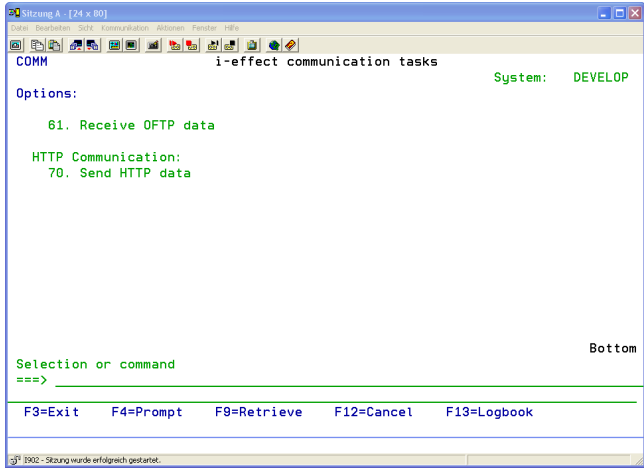 Sitzung A - [24 x 80]
Datei Bearbeiten Sicht Kommunikation Aktionen Fenster Hilfe
COMM i-effect communication tasks
System: DEVELOP
Options:
61. Receive OFTP data
HTTP Communication:
70. Send HTTP data
Bottom
Selection or command
===>
F3=Exit F4=Prompt F9=Retrieve F12=Cancel F13=Logbook
I902 - Sitzung wurde erfolgreich gestartet.